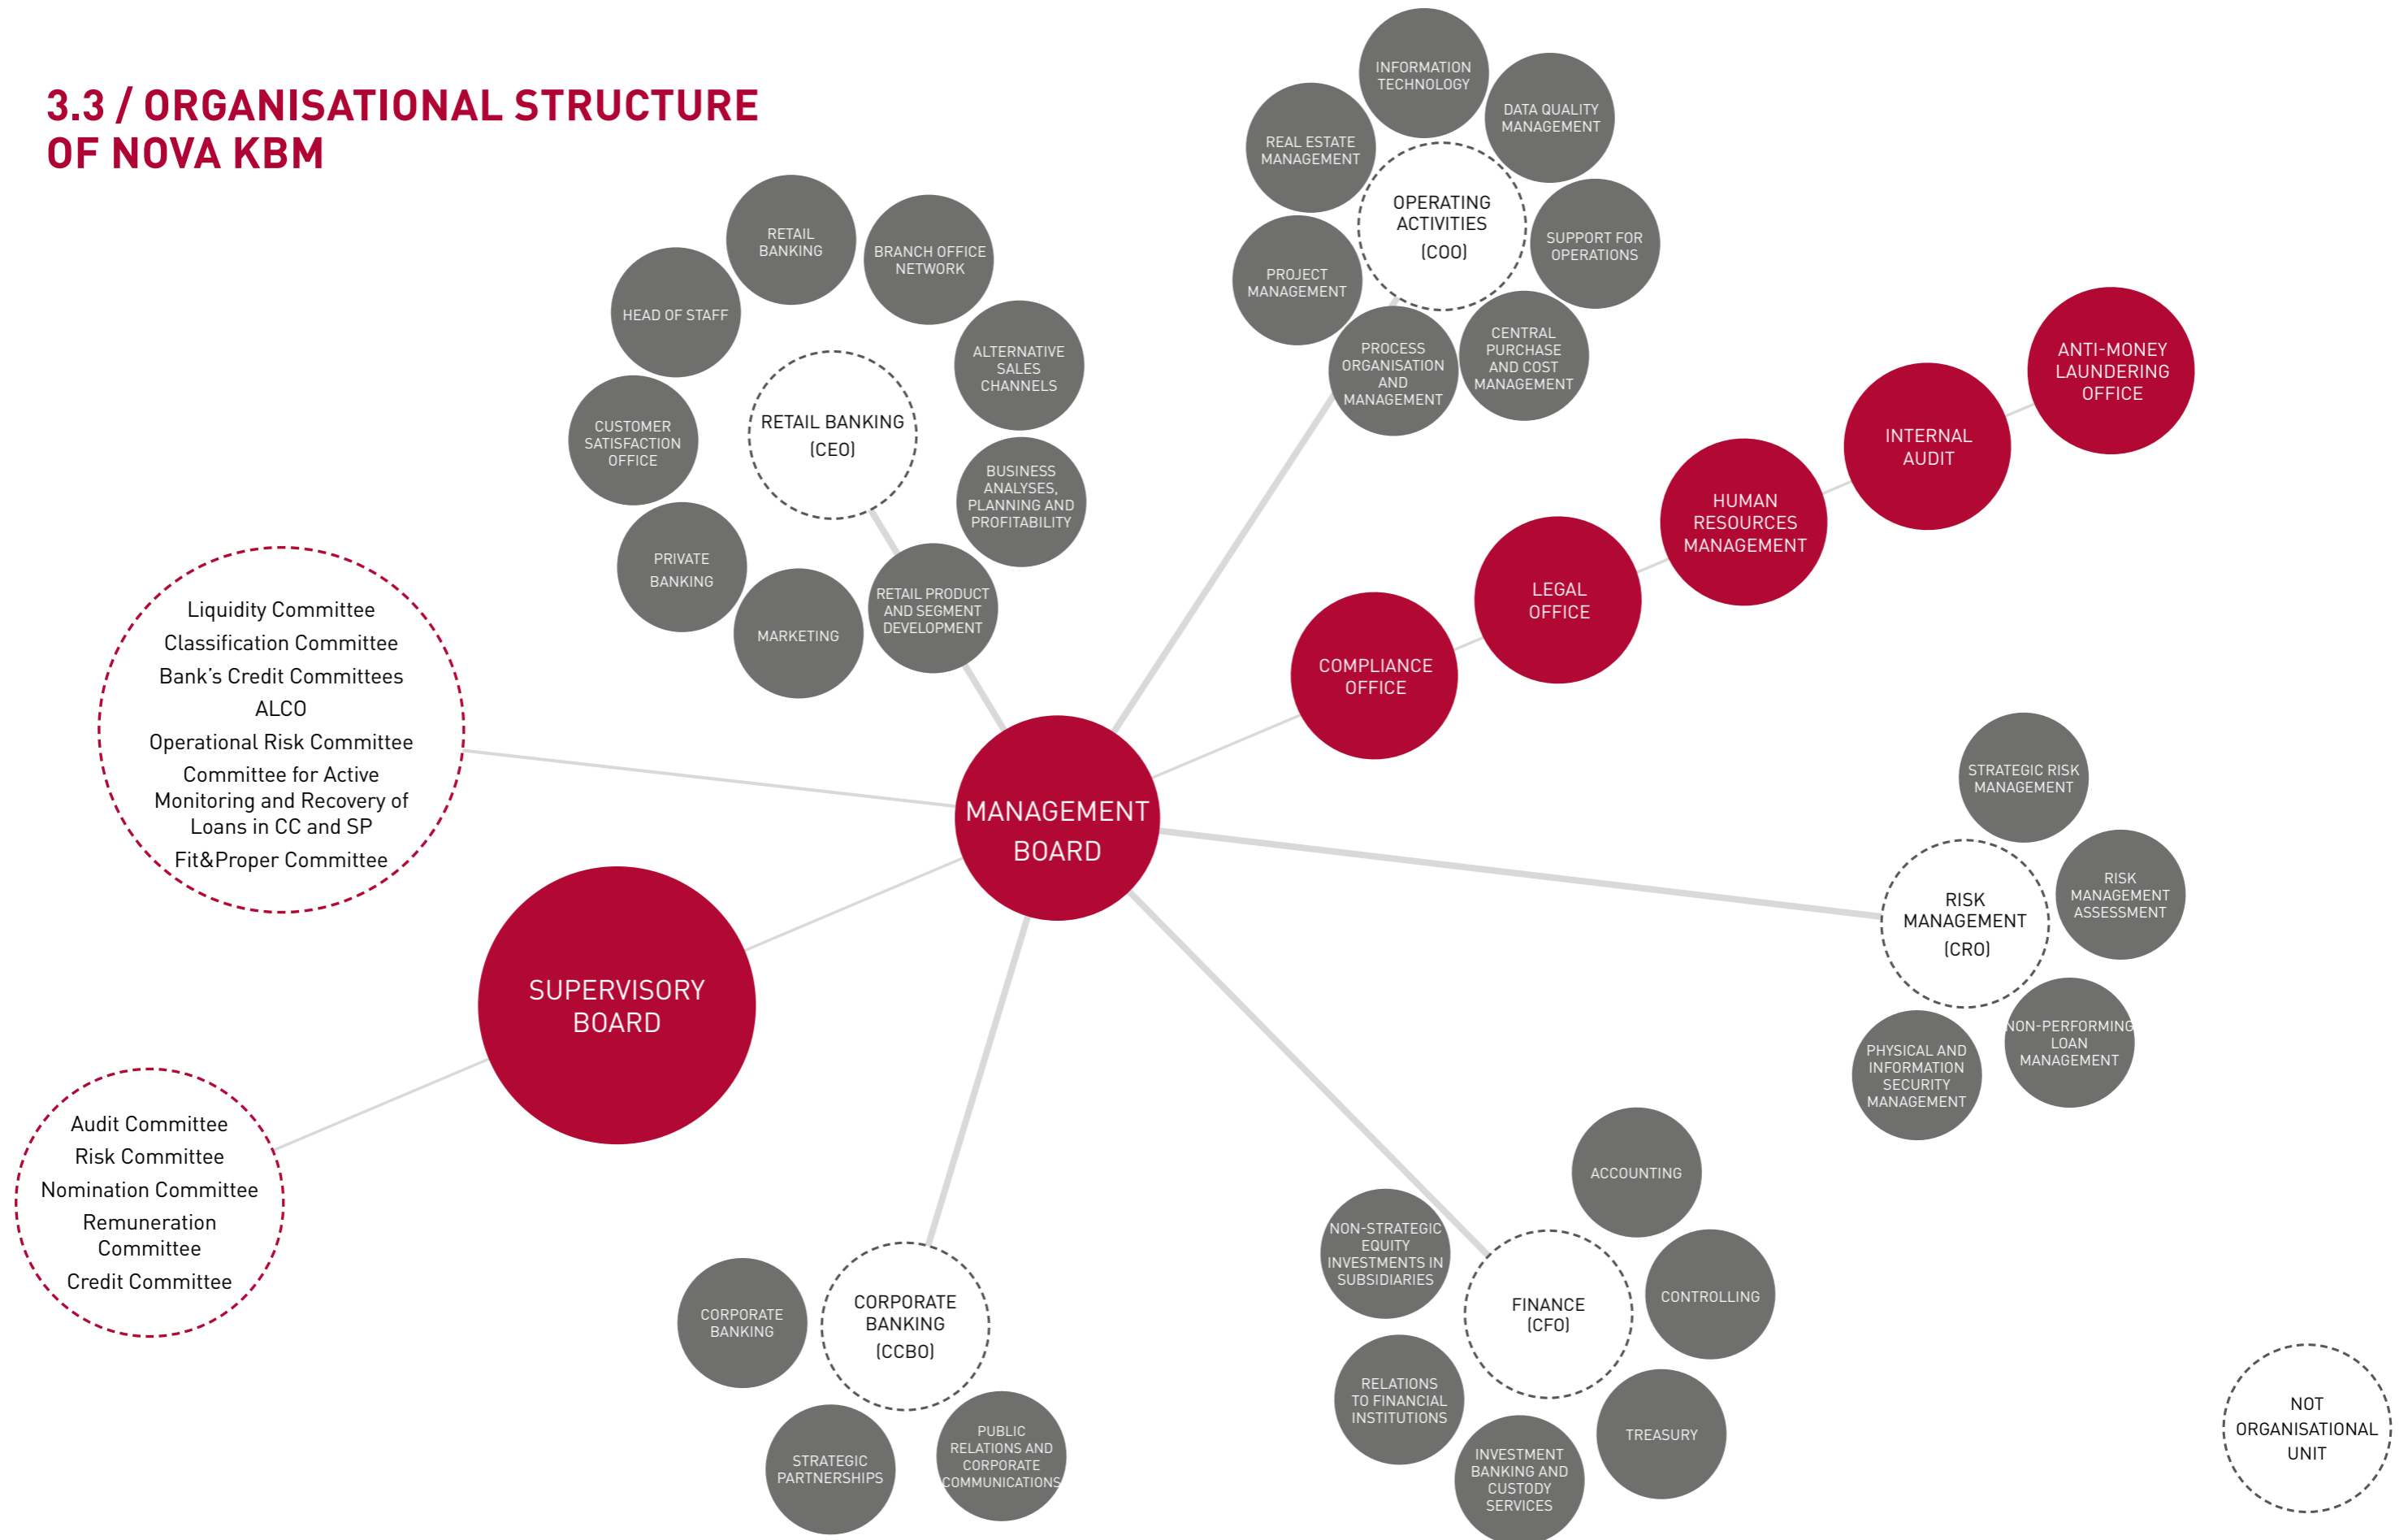 3.3 / ORGANISATIONAL STRUCTURE
OF NOVA KBM
INFORMATION
TECHNOLOGY
DATA QUALITY
MANAGEMENT
REAL ESTATE
MANAGEMENT
OPERATING
ACTIVITIES
(COO)
SUPPORT FOR
OPERATIONS
PROJECT
MANAGEMENT
CENTRAL
PURCHASE
AND COST
MANAGEMENT
PROCESS
ORGANISATION
AND
MANAGEMENT
RETAIL
BANKING
BRANCH OFFICE
NETWORK
HEAD OF STAFF
ALTERNATIVE
SALES
CHANNELS
RETAIL BANKING
(CEO)
CUSTOMER
SATISFACTION
OFFICE
BUSINESS
ANALYSES,
PLANNING AND
PROFITABILITY
PRIVATE
BANKING
RETAIL PRODUCT
AND SEGMENT
DEVELOPMENT
MARKETING
ANTI-MONEY
LAUNDERING
OFFICE
INTERNAL
AUDIT
HUMAN
RESOURCES
MANAGEMENT
LEGAL
OFFICE
COMPLIANCE
OFFICE
Liquidity Committee
Classification Committee
Bank's Credit Committees
ALCO
Operational Risk Committee
Committee for Active
Monitoring and Recovery of
Loans in CC and SP
Fit&Proper Committee
MANAGEMENT
BOARD
SUPERVISORY
BOARD
Audit Committee
Risk Committee
Nomination Committee
Remuneration
Committee
Credit Committee
STRATEGIC RISK
MANAGEMENT
RISK
MANAGEMENT
ASSESSMENT
RISK
MANAGEMENT
(CRO)
NON-PERFORMING
LOAN
MANAGEMENT
PHYSICAL AND
INFORMATION
SECURITY
MANAGEMENT
ACCOUNTING
NON-STRATEGIC
EQUITY
INVESTMENTS IN
SUBSIDIARIES
FINANCE
(CFO)
CONTROLLING
RELATIONS
TO FINANCIAL
INSTITUTIONS
TREASURY
INVESTMENT
BANKING AND
CUSTODY
SERVICES
CORPORATE
BANKING
CORPORATE
BANKING
(CCBO)
STRATEGIC
PARTNERSHIPS
PUBLIC
RELATIONS AND
CORPORATE
COMMUNICATIONS
NOT
ORGANISATIONAL
UNIT